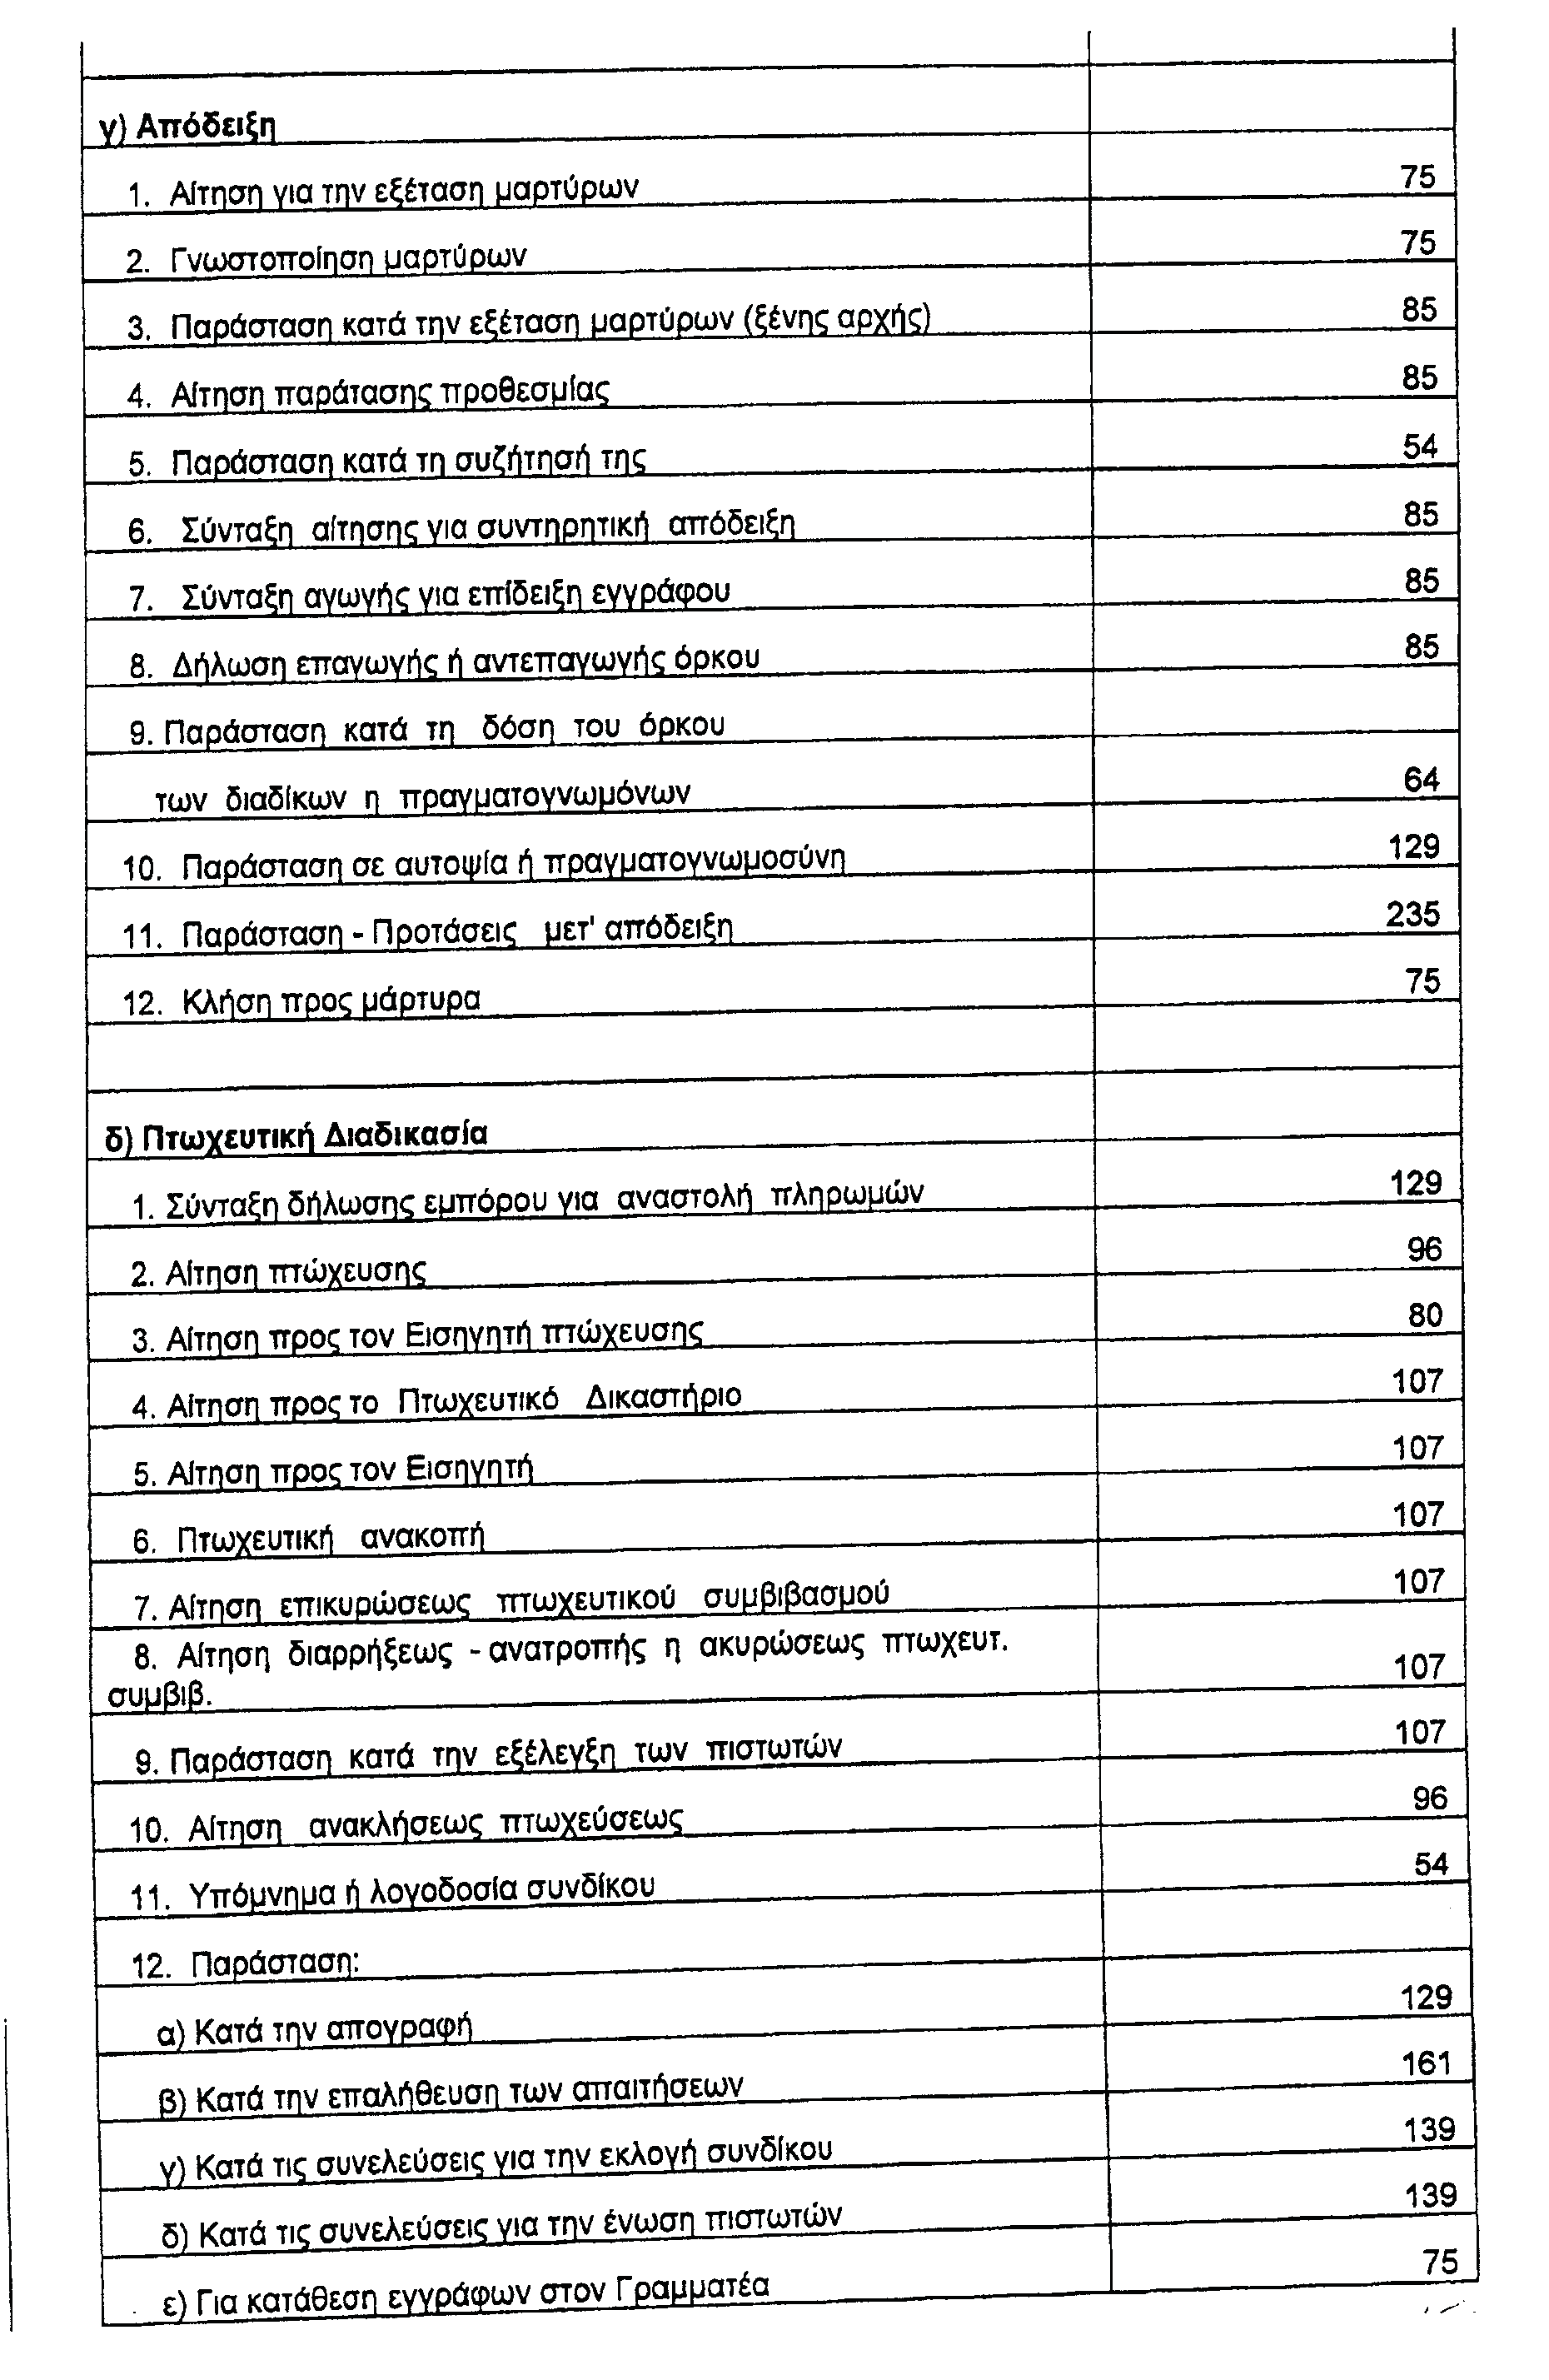 γ) Απόδειξη
1. Αίτηση για την εξέταση μαρτύρων 75
2. Γνωστοποίηση μαρτύρων 75
3. Παράσταση κατά την εξέταση μαρτύρων (ξένης αρχής) 85
4. Αίτηση παράτασης προθεσμίας 85
5. Παράσταση κατά τη συζήτησή της 54
6. Σύνταξη αίτησης για συντηρητική απόδειξη 85
7. Σύνταξη αγωγής για επίδειξη εγγράφου 85
8. Δήλωση επαγωγής ή αντεπαγωγής όρκου 85
9. Παράσταση κατά τη δόση του όρκου
των διαδίκων η πραγματογνωμόνων 64
10. Παράσταση σε αυτοψία ή πραγματογνωμοσύνη 129
11. Παράσταση - Προτάσεις μετ' απόδειξη 235
12. Κλήση προς μάρτυρα 75
δ) Πτωχευτική Διαδικασία
1. Σύνταξη δήλωσης εμπόρου για αναστολή πληρωμών 129
2. Αίτηση πτώχευσης 96
3. Αίτηση προς τον Εισηγητή πτώχευσης 80
4. Αίτηση προς το Πτωχευτικό Δικαστήριο 107
5. Αίτηση προς τον Εισηγητή 107
6. Πτωχευτική ανακοπή 107
7. Αίτηση επικυρώσεως πτωχευτικού συμβιβασμού 107
8. Αίτηση διαρρήξεως - ανατροπής η ακυρώσεως πτωχευτ.
συμβιβ. 107
9. Παράσταση κατά την εξέλεγξη των πιστωτών 107
10. Αίτηση ανακλήσεως πτωχεύσεως 96
11. Υπόμνημα ή λογοδοσία συνδίκου 54
12. Παράσταση:
α) Κατά την απογραφή 129
β) Κατά την επαλήθευση των απαιτήσεων 161
γ) Κατά τις συνελεύσεις για την εκλογή συνδίκου 139
δ) Κατά τις συνελεύσεις για την ένωση πιστωτών 139
ε) Για κατάθεση εγγράφων στον Γραμματέα 75